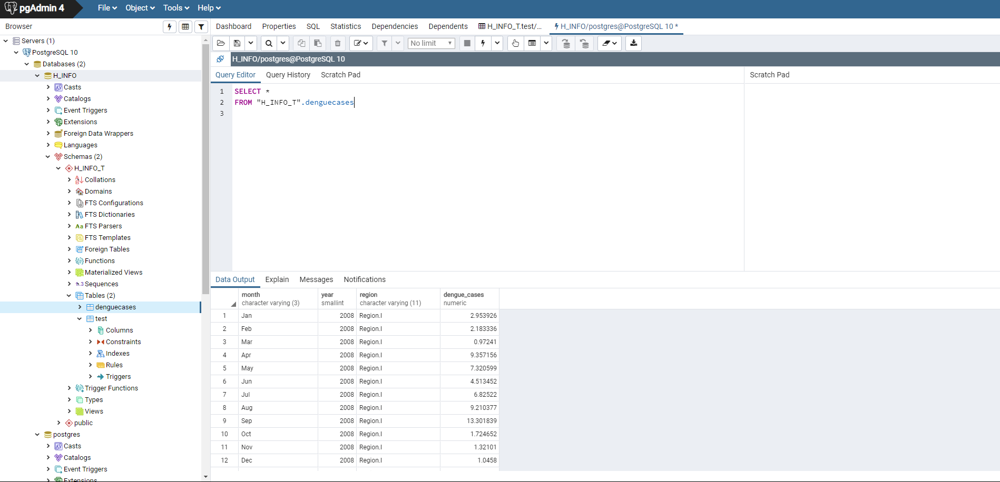 pgAdmin 4 File Object Tools Help
Browser
Dashboard Properties SQL Statistics Dependencies Dependents H_INFO_T.test/... H_INFO/postgres@PostgreSQL 10 *
No limit
H_INFO/postgres@PostgreSQL 10
Query Editor Query History Scratch Pad
Scratch Pad
1 SELECT *
2 FROM "H_INFO_T".denguecases
3
Servers (1)
PostgreSQL 10
Databases (2)
H_INFO
Casts
Catalogs
Event Triggers
Extensions
Foreign Data Wrappers
Languages
Schemas (2)
H_INFO_T
Collations
Domains
FTS Configurations
FTS Dictionaries
Aa FTS Parsers
FTS Templates
Foreign Tables
Functions
Materialized Views
1..3 Sequences
Tables (2)
denguecases
test
Columns
Constraints
Indexes
Rules
Triggers
Trigger Functions
Types
Views
public
postgres
Casts
Catalogs
Event Triggers
Extensions
Data Output Explain Messages Notifications
month year region dengue_cases
character varying (3) smallint character varying (11) numeric
1 Jan 2008 Region.I 2.953926
2 Feb 2008 Region.I 2.183336
3 Mar 2008 Region.I 0.97241
4 Apr 2008 Region.I 9.357156
5 May 2008 Region.I 7.320599
6 Jun 2008 Region.I 4.513452
7 Jul 2008 Region.I 6.82522
8 Aug 2008 Region.I 9.210377
9 Sep 2008 Region.I 13.301839
10 Oct 2008 Region.I 1.724652
11 Nov 2008 Region.I 1.32101
12 Dec 2008 Region.I 1.0458